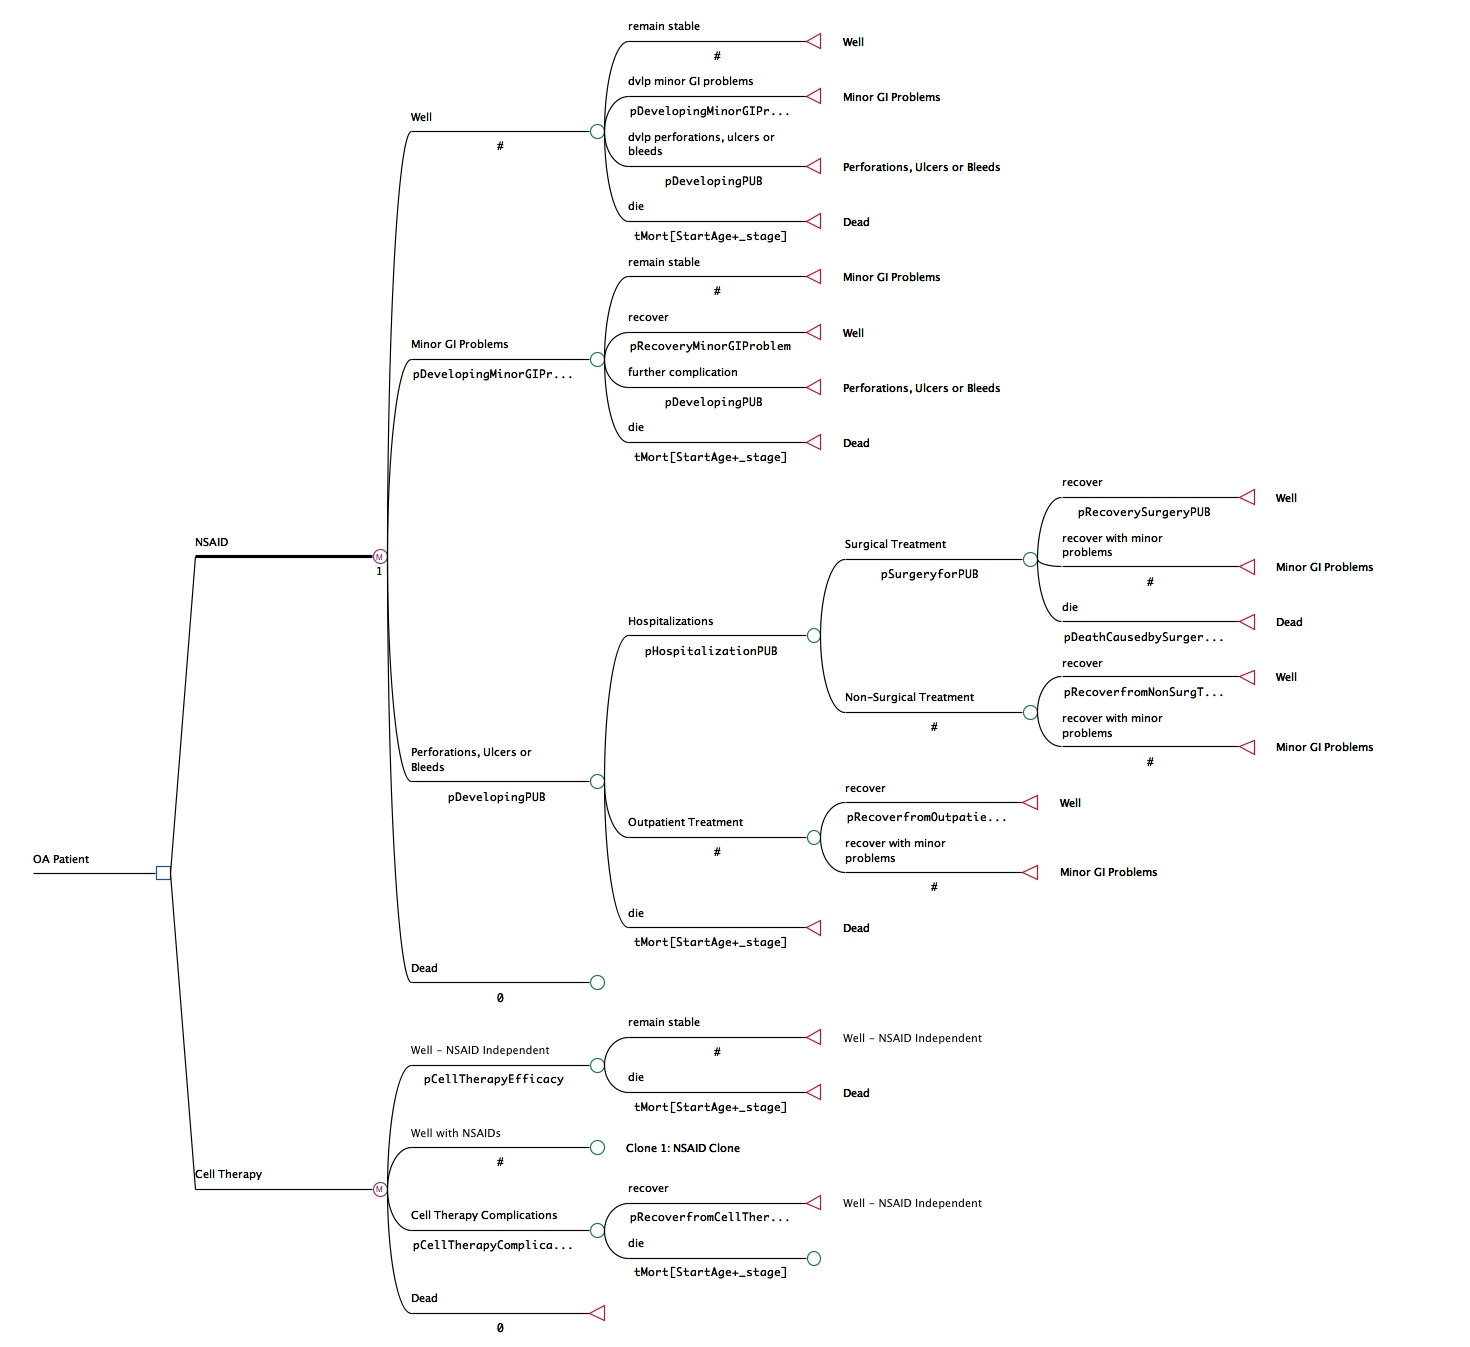 remain stable
Well
#
dvlp minor GI problems
Minor GI Problems
pDevelopingMinorGIPr...
dvlp perforations, ulcers or
bleeds
Perforations, Ulcers or Bleeds
pDevelopingPUB
die
Dead
tMort[StartAge+_stage]
Well
#
remain stable
Minor GI Problems
#
recover
Well
pRecoveryMinorGIProblem
further complication
Perforations, Ulcers or Bleeds
pDevelopingPUB
die
Dead
tMort[StartAge+_stage]
Minor GI Problems
pDevelopingMinorGIPr...
recover
Well
pRecoverySurgeryPUB
recover with minor
problems
Minor GI Problems
#
die
Dead
pDeathCausedbySurger...
Surgical Treatment
pSurgeryforPUB
NSAID
M
1
Hospitalizations
pHospitalizationPUB
recover
Well
pRecoverfromNonSurgT...
recover with minor
problems
Minor GI Problems
#
Non-Surgical Treatment
#
Perforations, Ulcers or
Bleeds
pDevelopingPUB
recover
Well
pRecoverfromOutpatie...
Outpatient Treatment
#
recover with minor
problems
Minor GI Problems
#
OA Patient
die
Dead
tMort[StartAge+_stage]
Dead
0
remain stable
Well - NSAID Independent
#
Well - NSAID Independent
pCellTherapyEfficacy
die
Dead
tMort[StartAge+_stage]
Well with NSAIDs
#
Clone 1: NSAID Clone
Cell Therapy
M
recover
Well - NSAID Independent
pRecoverfromCellTher...
Cell Therapy Complications
pCellTherapyComplica...
die
tMort[StartAge+_stage]
Dead
0